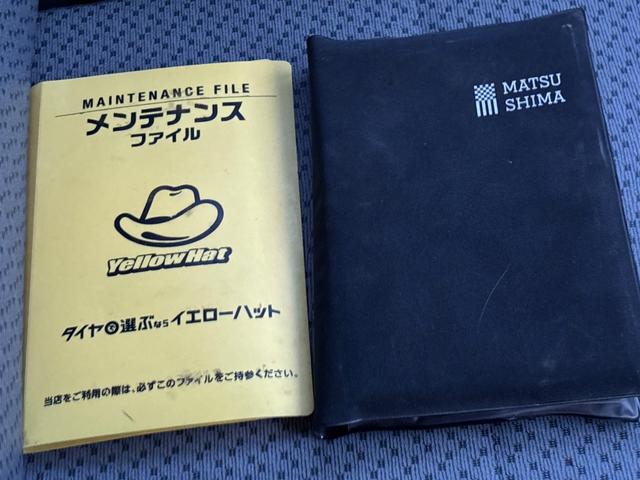 MAINTENANCE FILE
メンテナンス
ファイル
YellowHat
タイヤを選ぶならイエローハット
当店をご利用の際は、必ずこのファイルをご持参ください。
MATSU
SHIMA